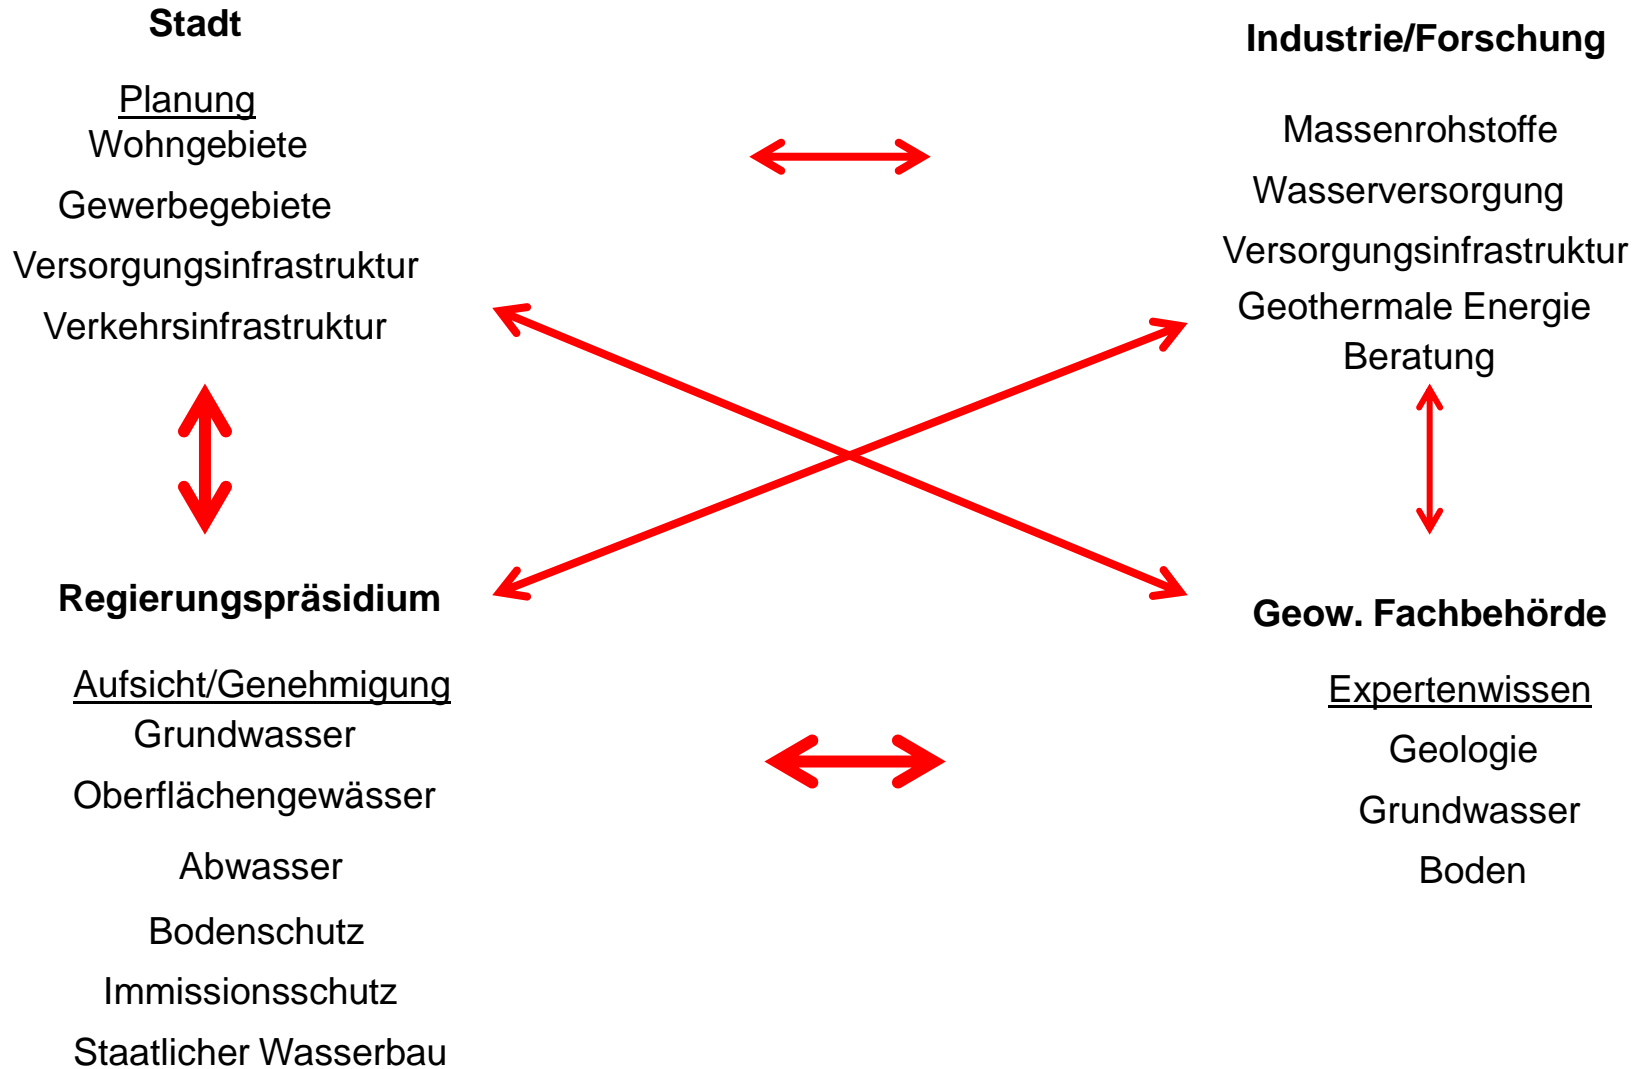 Stadt
Planung
Wohngebiete
Gewerbegebiete
Versorgungsinfrastruktur
Verkehrsinfrastruktur
Industrie/Forschung
Massenrohstoffe
Wasserversorgung
Versorgungsinfrastruktur
Geothermale Energie
Beratung
Regierungspräsidium
Aufsicht/Genehmigung
Grundwasser
Oberflächengewässer
Abwasser
Bodenschutz
Immissionsschutz
Staatlicher Wasserbau
Geow. Fachbehörde
Expertenwissen
Geologie
Grundwasser
Boden